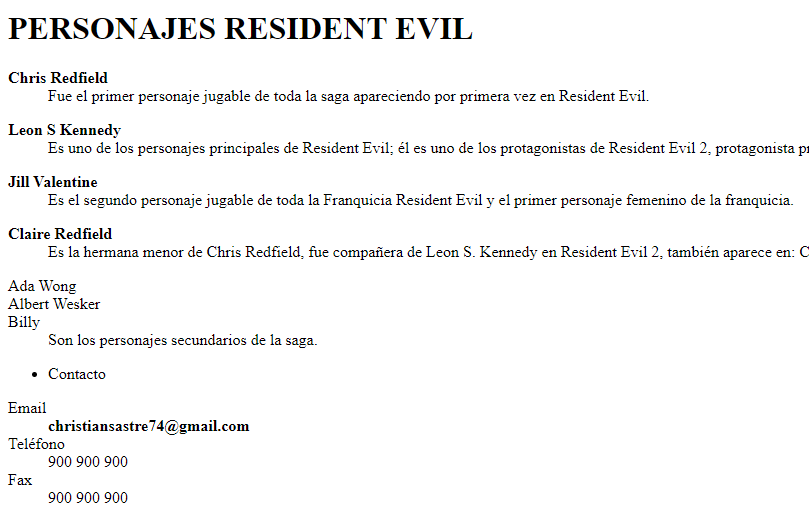 PERSONAJES RESIDENT EVIL
Chris Redfield
Fue el primer personaje jugable de toda la saga apareciendo por primera vez en Resident Evil.
Leon S Kennedy
Es uno de los personajes principales de Resident Evil; él es uno de los protagonistas de Resident Evil 2, protagonista
Jill Valentine
Es el segundo personaje jugable de toda la Franquicia Resident Evil y el primer personaje femenino de la franquicia.
Claire Redfield
Es la hermana menor de Chris Redfield, fue compañera de Leon S. Kennedy en Resident Evil 2, también aparece en:
Ada Wong
Albert Wesker
Billy
Son los personajes secundarios de la saga.
• Contacto
Email
christiansastre74@gmail.com
Teléfono
900 900 900
Fax
900 900 900